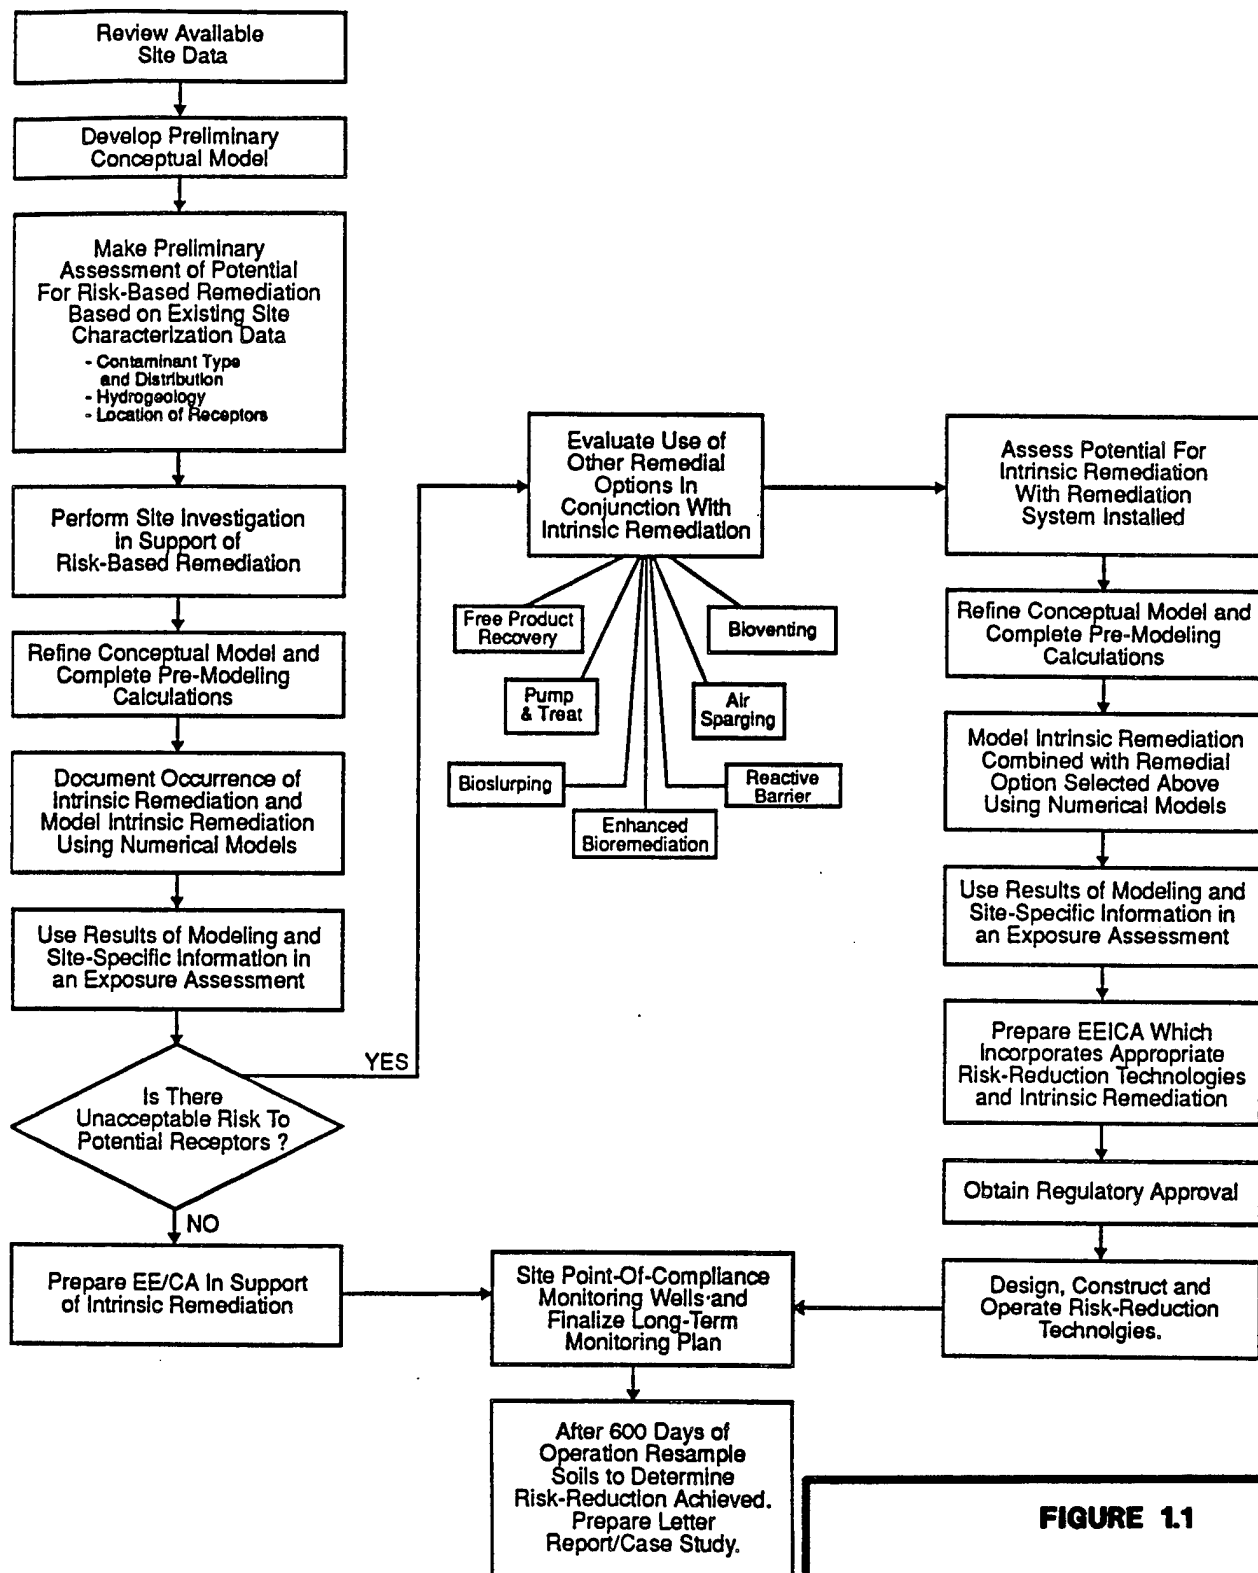 Review Available
Site Data
Develop Preliminary
Conceptual Model
Make Preliminary
Assessment of Potential
For Risk-Based Remediation
Based on Existing Site
Characterization Data
- Contaminant Type
and Distribution
- Hydrogeology
- Location of Receptors
Perform Site Investigation
in Support of
Risk-Based Remediation
Refine Conceptual Model and
Complete Pre-Modeling
Calculations
Document Occurrence of
Intrinsic Remediation and
Model Intrinsic Remediation
Using Numerical Models
Use Results of Modeling and
Site-Specific Information in
an Exposure Assessment
Is There
Unacceptable Risk To
Potential Receptors ?
YES
NO
Prepare EE/CA In Support
of Intrinsic Remediation
Evaluate Use of
Other Remedial
Options In
Conjunction With
Intrinsic Remediation
Free Product
Recovery
Bioventing
Pump
& Treat
Air
Sparging
Bioslurping
Reactive
Barrier
Enhanced
Bioremediation
Assess Potential For
Intrinsic Remediation
With Remediation
System Installed
Refine Conceptual Model and
Complete Pre-Modeling
Calculations
Model Intrinsic Remediation
Combined with Remedial
Option Selected Above
Using Numerical Models
Use Results of Modeling and
Site-Specific Information in
an Exposure Assessment
Prepare EEICA Which
Incorporates Appropriate
Risk-Reduction Technologies
and Intrinsic Remediation
Obtain Regulatory Approval
Design, Construct and
Operate Risk-Reduction
Technolgies.
Site Point-Of-Compliance
Monitoring Wells and
Finalize Long-Term
Monitoring Plan
After 600 Days of
Operation Resample
Soils to Determine
Risk-Reduction Achieved.
Prepare Letter
Report/Case Study.
FIGURE 1.1